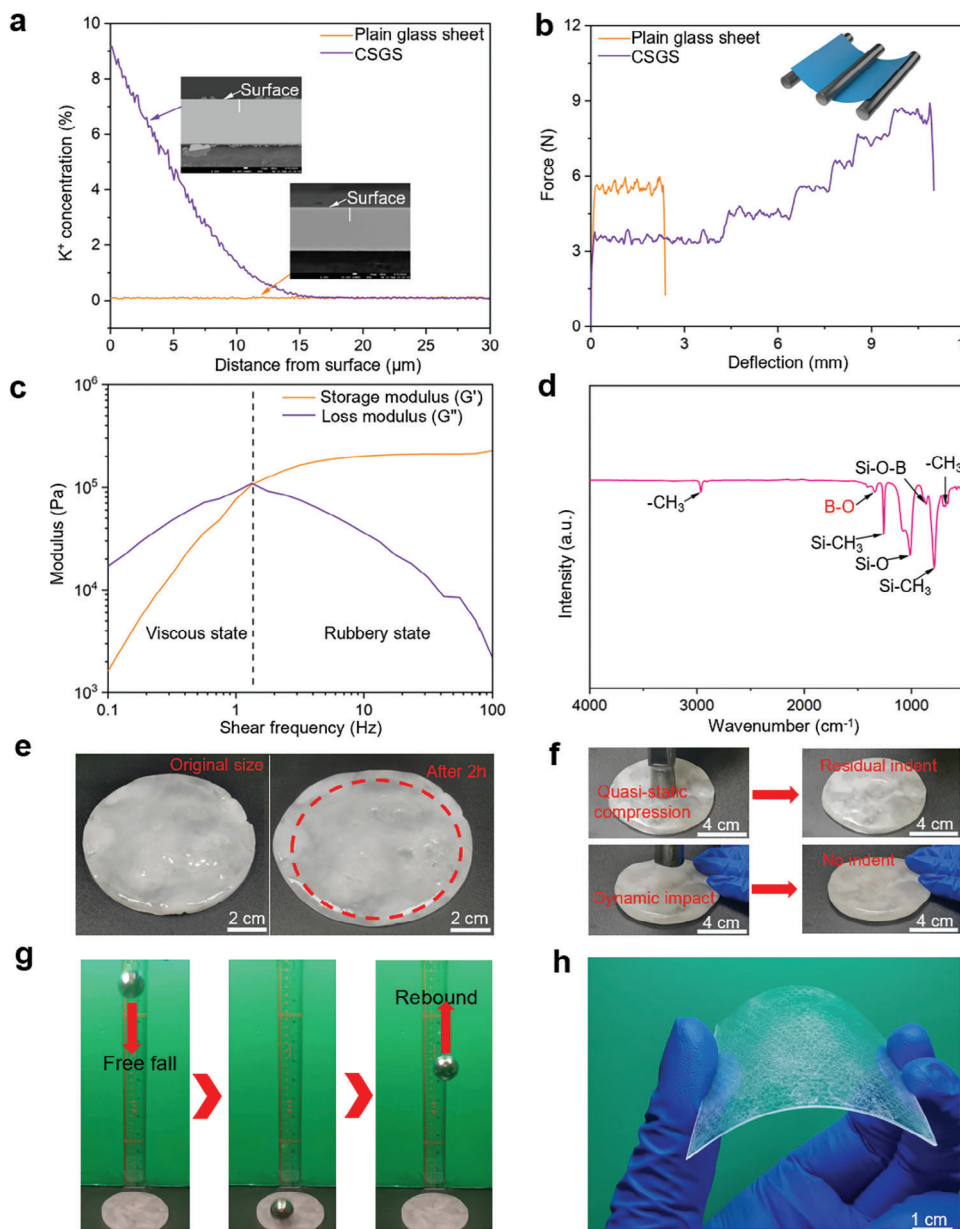 a
Plain glass sheet
CSGS
Surface
Surface
K⁺ concentration (%)
10
8
6
4
2
0
0 5 10 15 20 25 30
Distance from surface (µm)
b
Plain glass sheet
CSGS
Force (N)
12
9
6
3
0
0 3 6 9 1
Deflection (mm)
c
Storage modulus (G')
Loss modulus (G'')
Modulus (Pa)
10⁶
10⁵
10⁴
10³
Viscous state
Rubbery state
0.1 1 10 100
Shear frequency (Hz)
d
Intensity (a.u.)
-CH₃
B-O
Si-CH₃
Si-O-B
Si-O
Si-CH₃
-CH₃
4000 3000 2000 1000
Wavenumber (cm⁻¹)
e
Original size
2 cm
After 2h
2 cm
f
Quasi-static
compression
4 cm
Residual indent
4 cm
Dynamic impact
4 cm
No indent
4 cm
g
Free fall
Rebound
h
1 cm